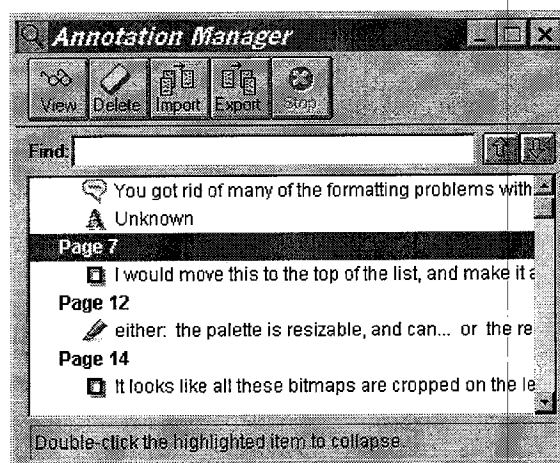 Annotation Manager
View Delete Import Export Stop
Find:
You got rid of many of the formatting problems with
Unknown
Page 7
I would move this to the top of the list, and make it a
Page 12
either: the palette is resizable, and can... or the re
Page 14
It looks like all these bitmaps are cropped on the le
Double-click the highlighted item to collapse.